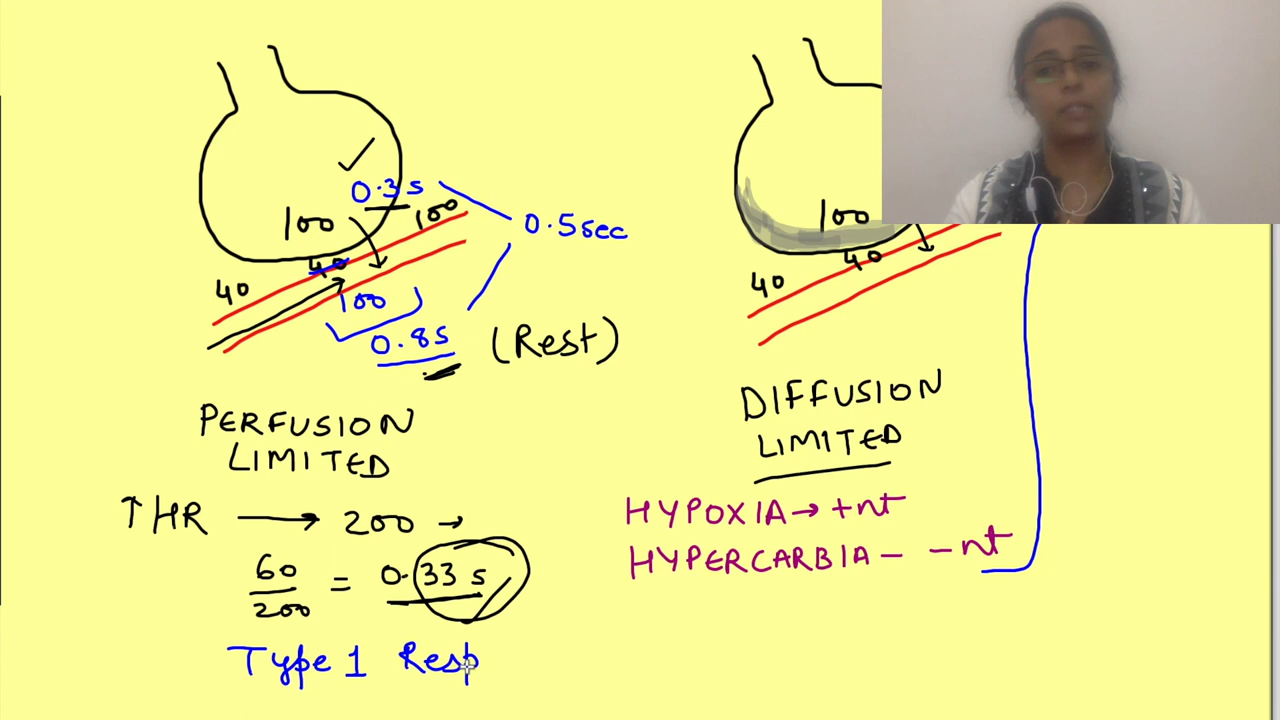 0.3s
100
100
0.5sec
40
40
100
0.8s
(Rest)
PERFUSION
LIMITED
↑ HR → 200 →
60
200
= 0.33 s
Type 1 Resp
100
40
40
DIFFUSION
LIMITED
HYPOXIA → +nt
HYPERCARBIA – –nt